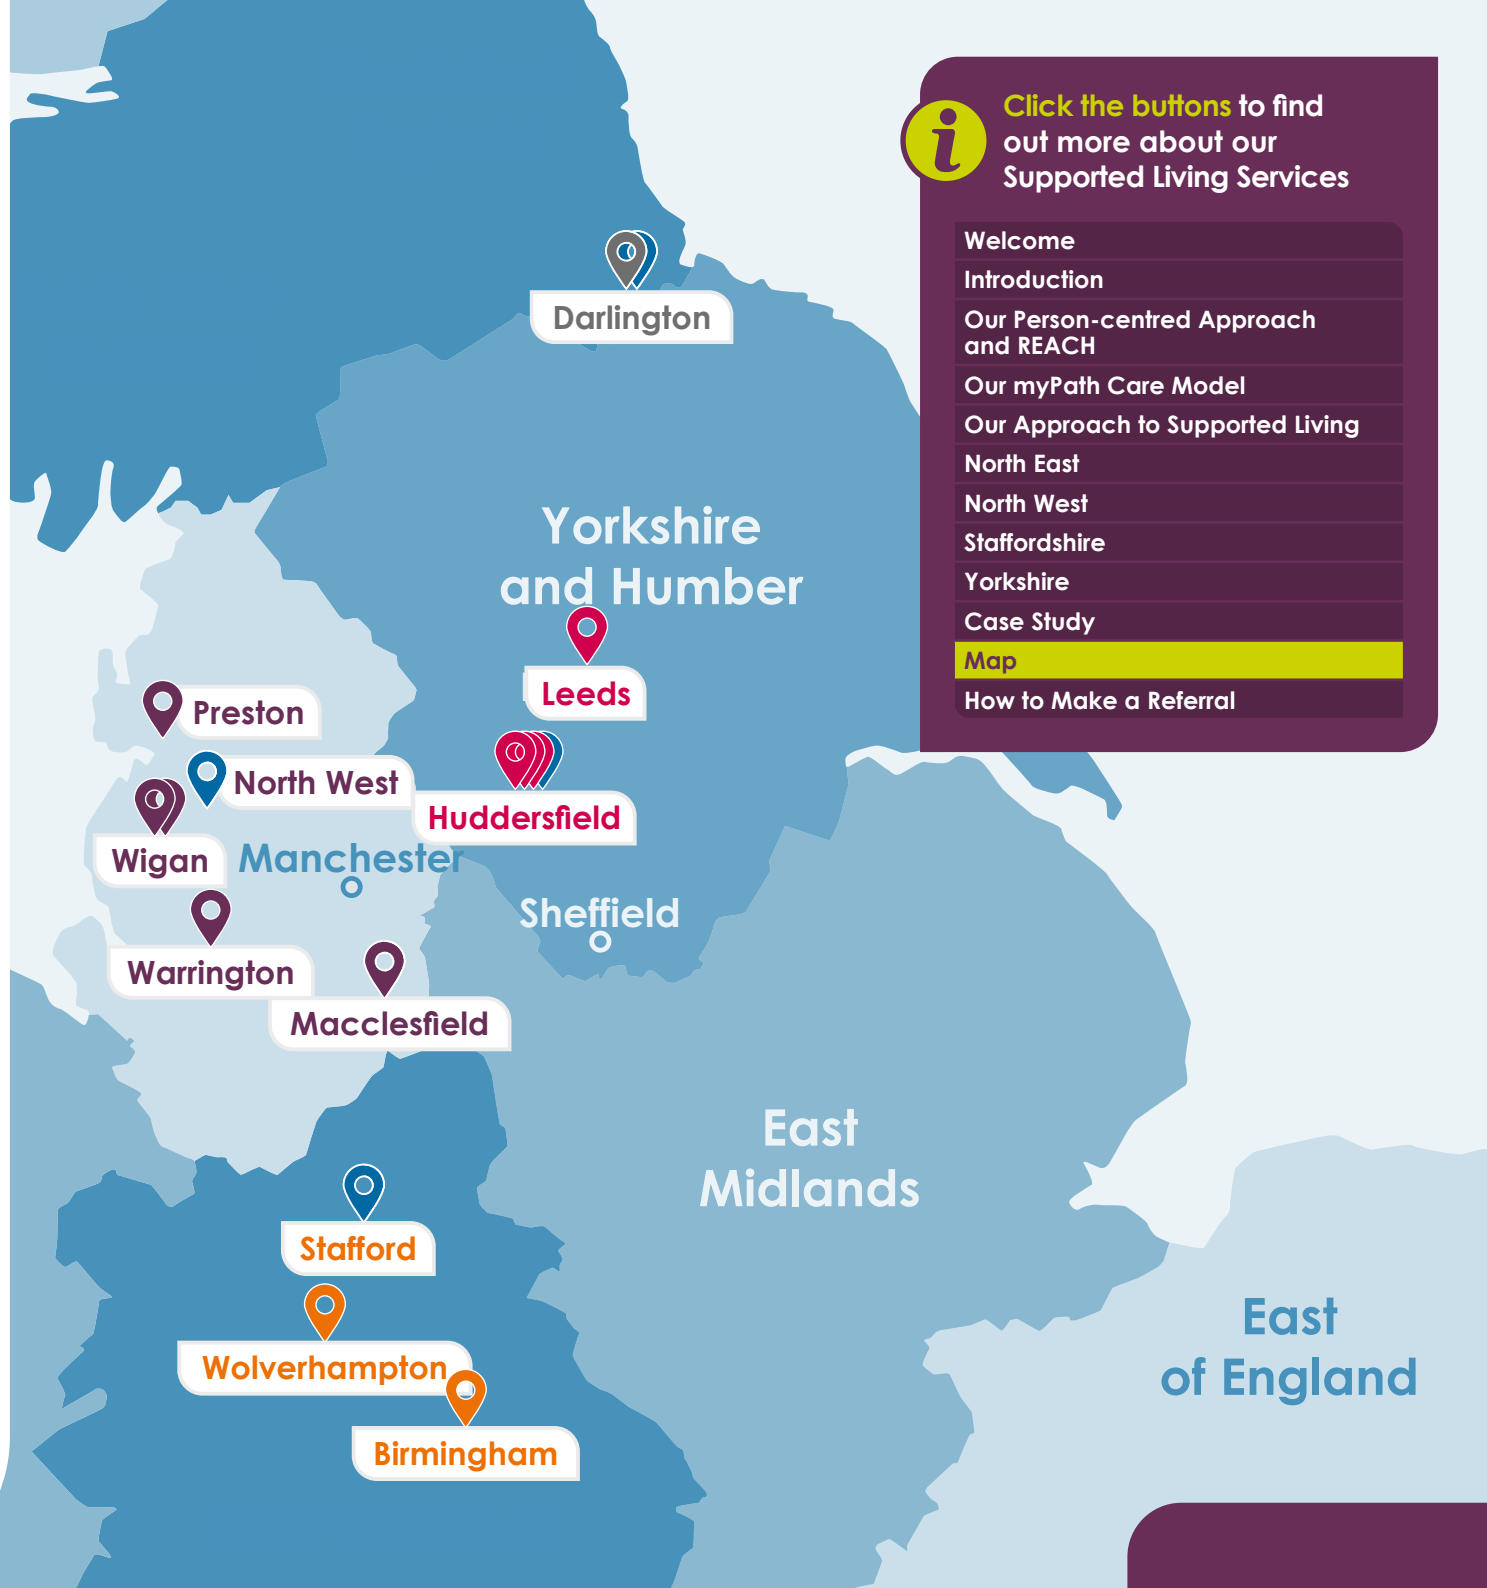 Click the buttons to find
out more about our
Supported Living Services
Welcome
Introduction
Our Person-centred Approach
and REACH
Our myPath Care Model
Our Approach to Supported Living
North East
North West
Staffordshire
Yorkshire
Case Study
Map
How to Make a Referral
Darlington
Yorkshire
and Humber
Leeds
Preston
North West
Huddersfield
Wigan
Manchester
Sheffield
Warrington
Macclesfield
East
Midlands
Stafford
Wolverhampton
Birmingham
East
of England